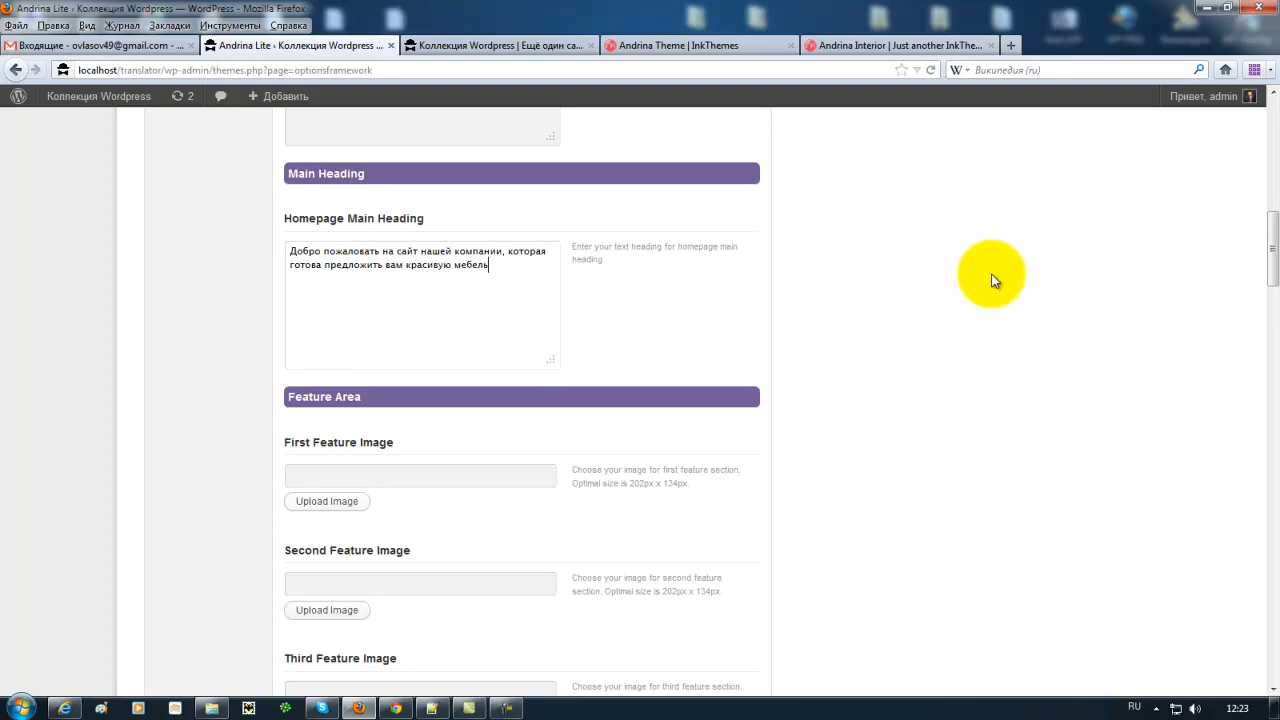 Andrina Lite ‹ Коллекция Wordpress — WordPress - Mozilla Firefox
Файл Правка Вид Журнал Закладки Инструменты Справка
Входящие - ovlasov49@gmail.com - ... Andrina Lite ‹ Коллекция Wordpress ... Коллекция Wordpress | Ещё один са... Andrina Theme | InkThemes Andrina Interior | Just another InkThe...
localhost/translator/wp-admin/themes.php?page=optionsframework
Википедия (ru)
Коллекция Wordpress 2 Добавить Привет, admin
Main Heading
Homepage Main Heading
Добро пожаловать на сайт нашей компании, которая
готова предложить вам красивую мебель
Enter your text heading for homepage main
heading
Feature Area
First Feature Image
Choose your image for first feature section.
Optimal size is 202px x 134px.
Upload Image
Second Feature Image
Choose your image for second feature
section. Optimal size is 202px x 134px.
Upload Image
Third Feature Image
Choose your image for third feature section.
RU 12:23